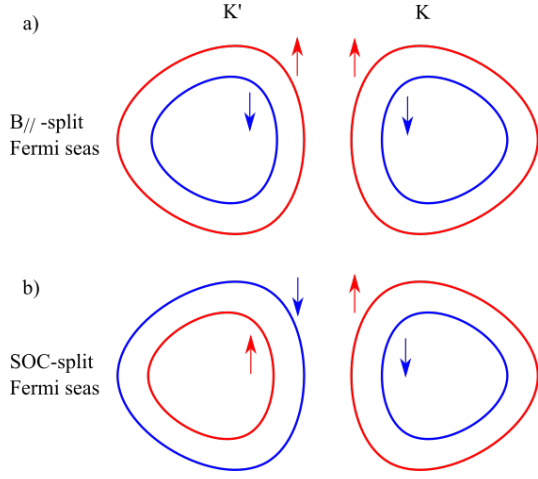 K'
K
a)
B// -split
Fermi seas
b)
SOC-split
Fermi seas